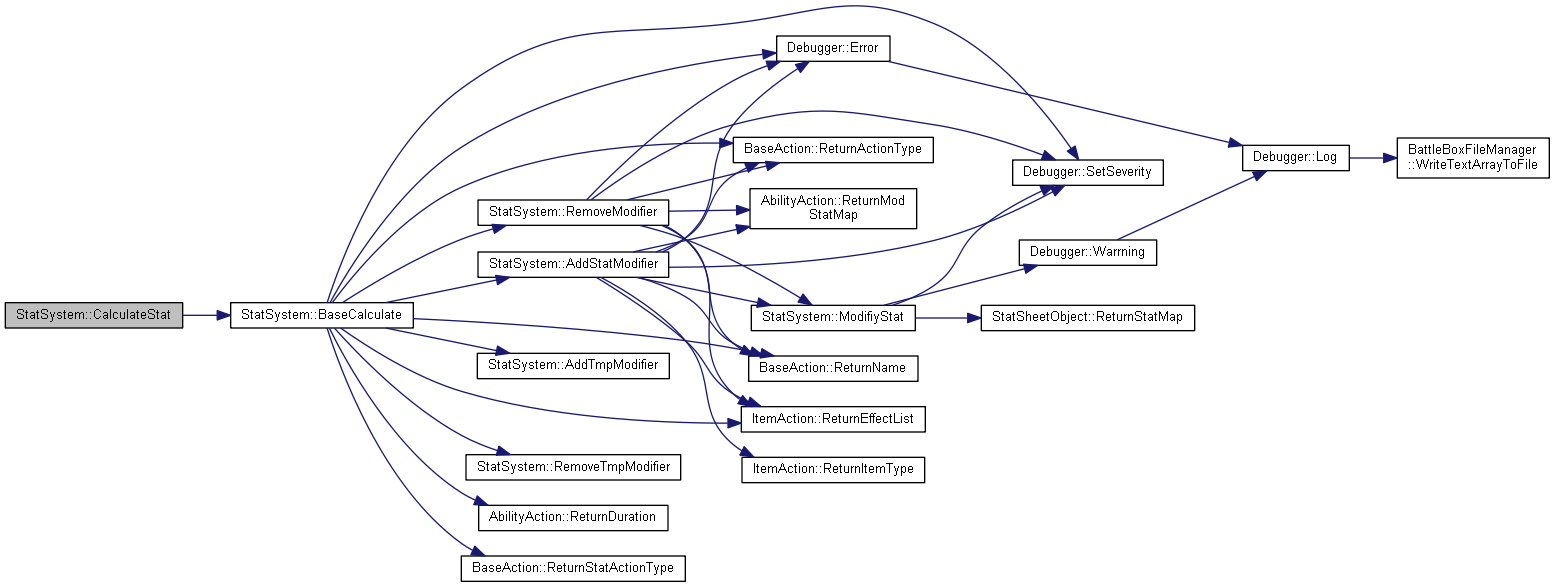 StatSystem::CalculateStat
StatSystem::BaseCalculate
StatSystem::RemoveModifier
StatSystem::AddStatModifier
StatSystem::AddTmpModifier
StatSystem::RemoveTmpModifier
AbilityAction::ReturnDuration
BaseAction::ReturnStatActionType
Debugger::Error
BaseAction::ReturnActionType
AbilityAction::ReturnMod
StatMap
StatSystem::ModifiyStat
BaseAction::ReturnName
ItemAction::ReturnEffectList
ItemAction::ReturnItemType
Debugger::SetSeverity
Debugger::Warrning
StatSheetObject::ReturnStatMap
Debugger::Log
BattleBoxFileManager
::WriteTextArrayToFile